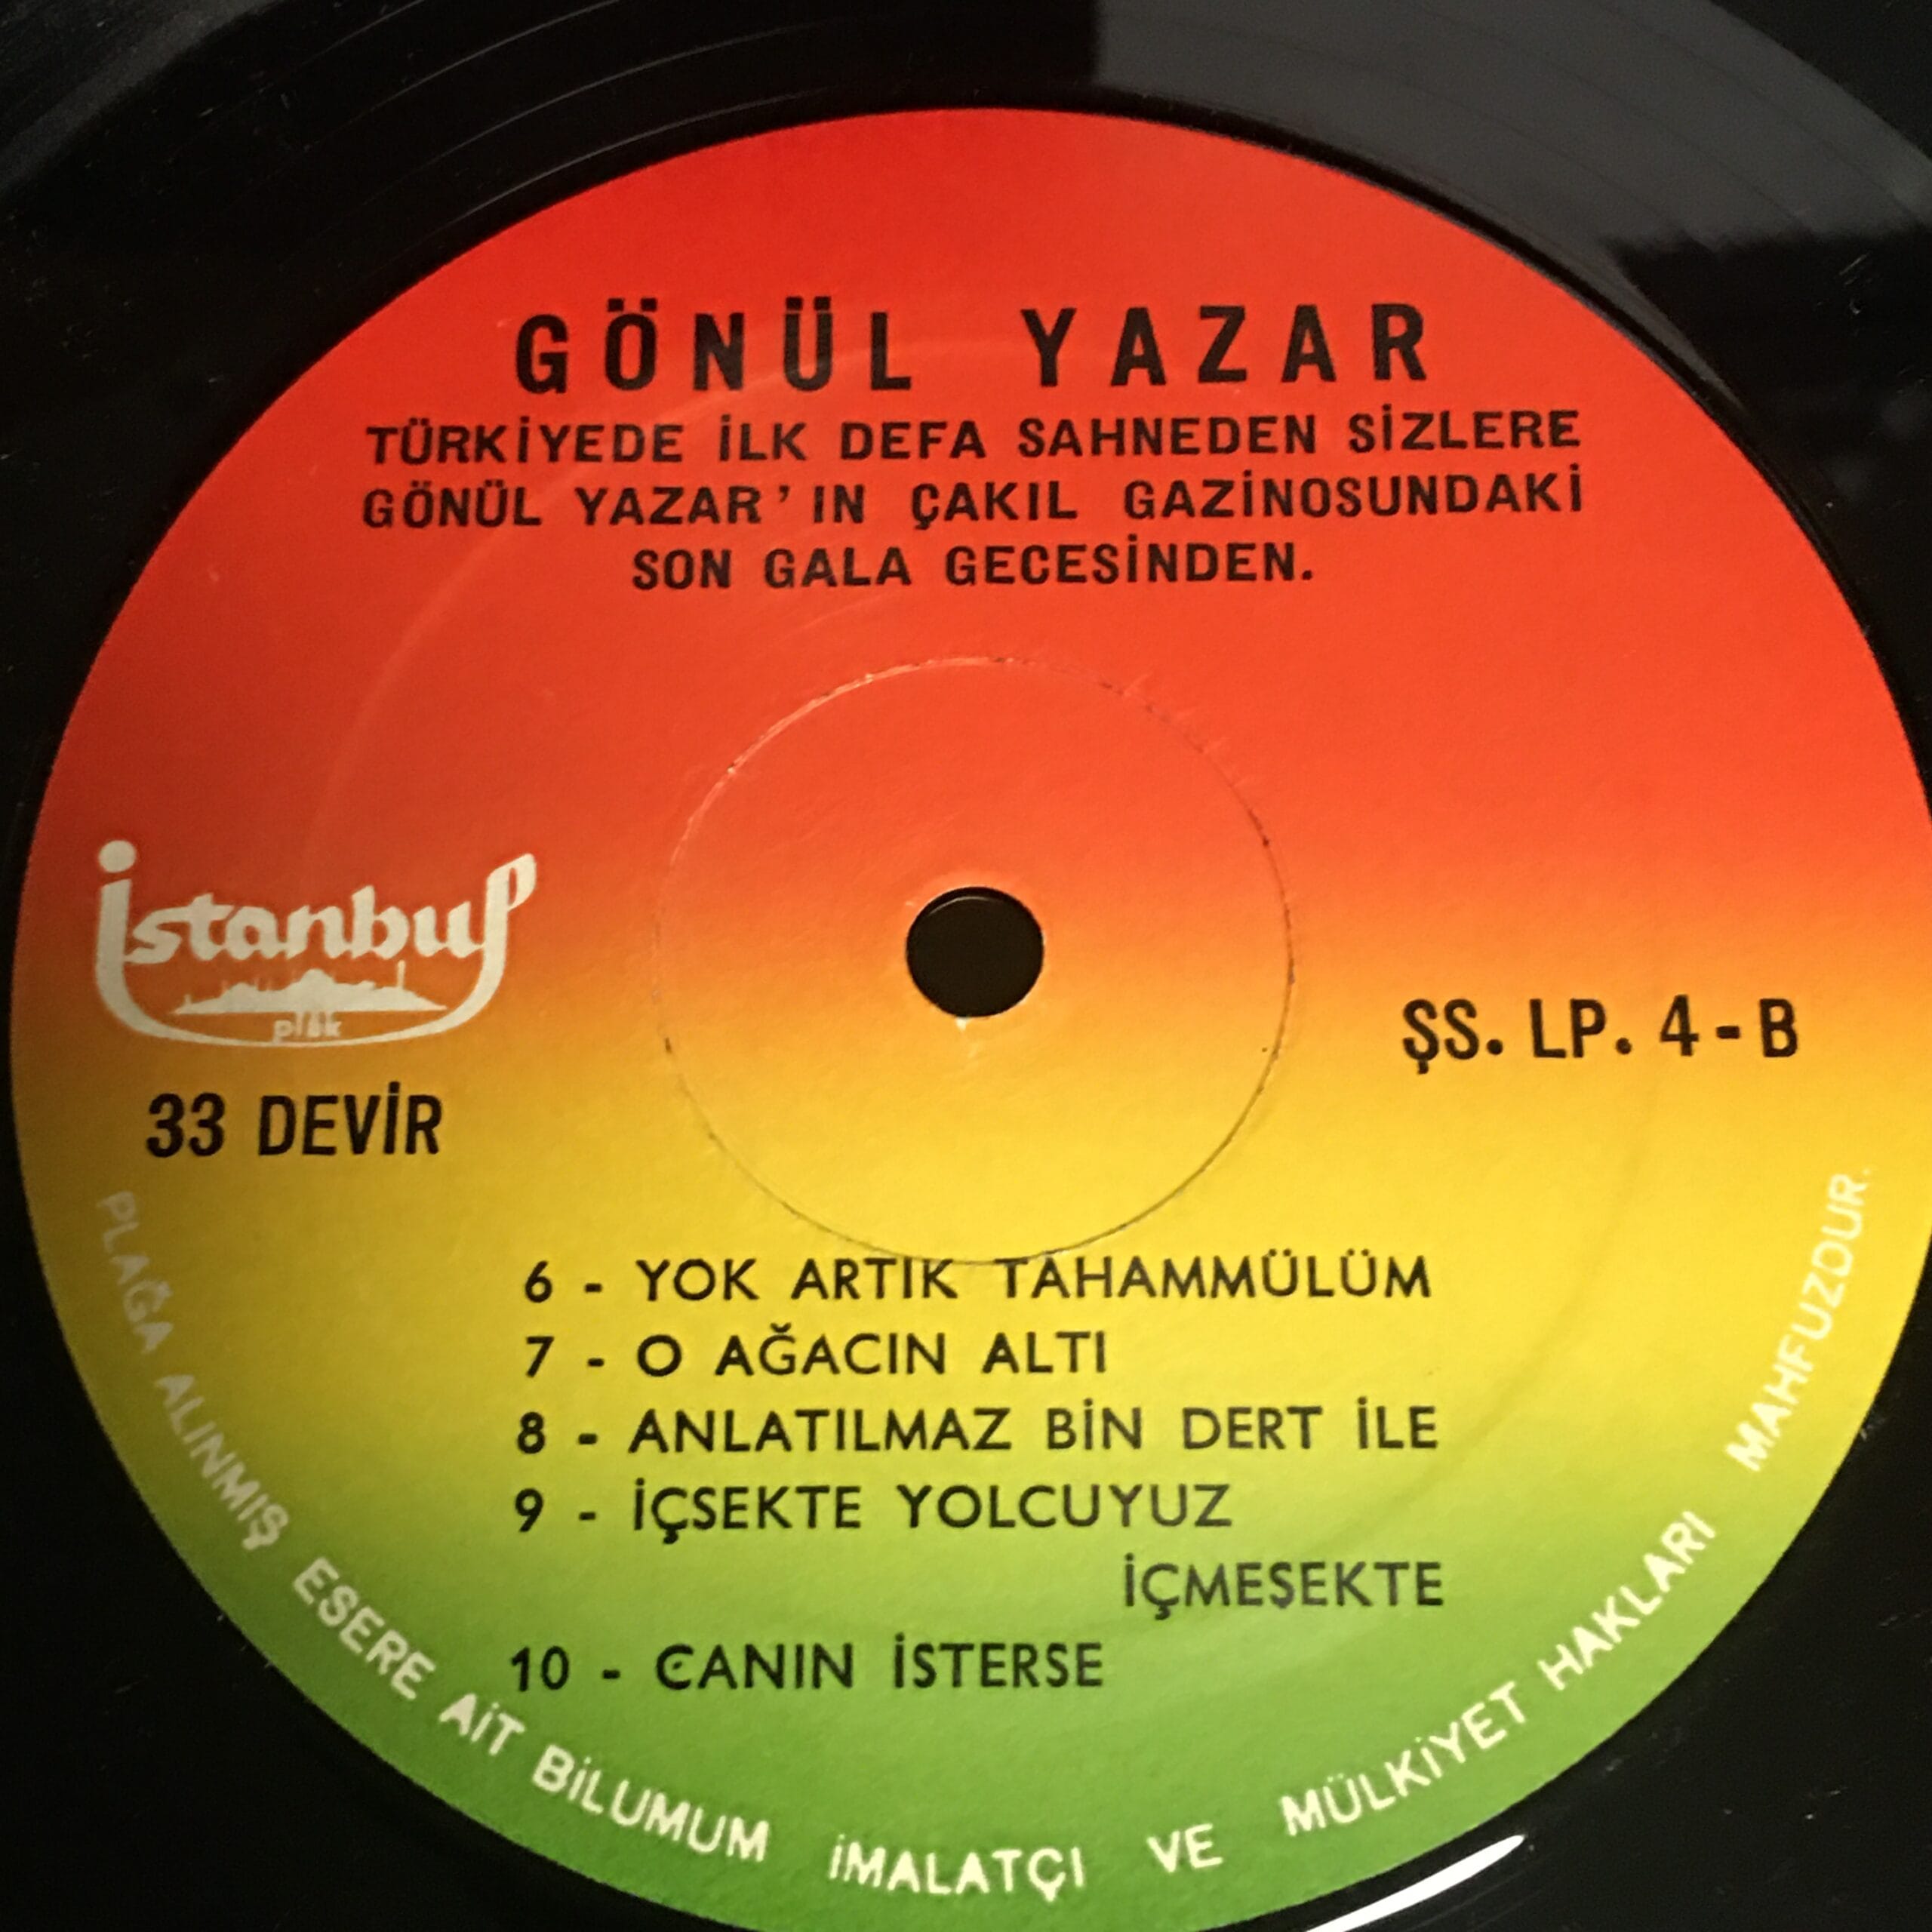 GÖNÜL YAZAR
TÜRKİYEDE İLK DEFA SAHNEDEN SİZLERE
GÖNÜL YAZAR'IN ÇAKIL GAZİNOSUNDAKİ
SON GALA GECESİNDEN.
istanbul
plak
33 DEVİR
ŞS. LP. 4-B
6 - YOK ARTIK TAHAMMÜLÜM
7 - O AĞACIN ALTI
8 - ANLATILMAZ BİN DERT İLE
9 - İÇSEKTE YOLCUYUZ
İÇMESEKTE
10 - CANIN İSTERSE
PLAĞA ALINMIŞ ESERE AİT BİLUMUM İMALATÇI VE MÜLKİYET HAKLARI MAHFUZDUR.